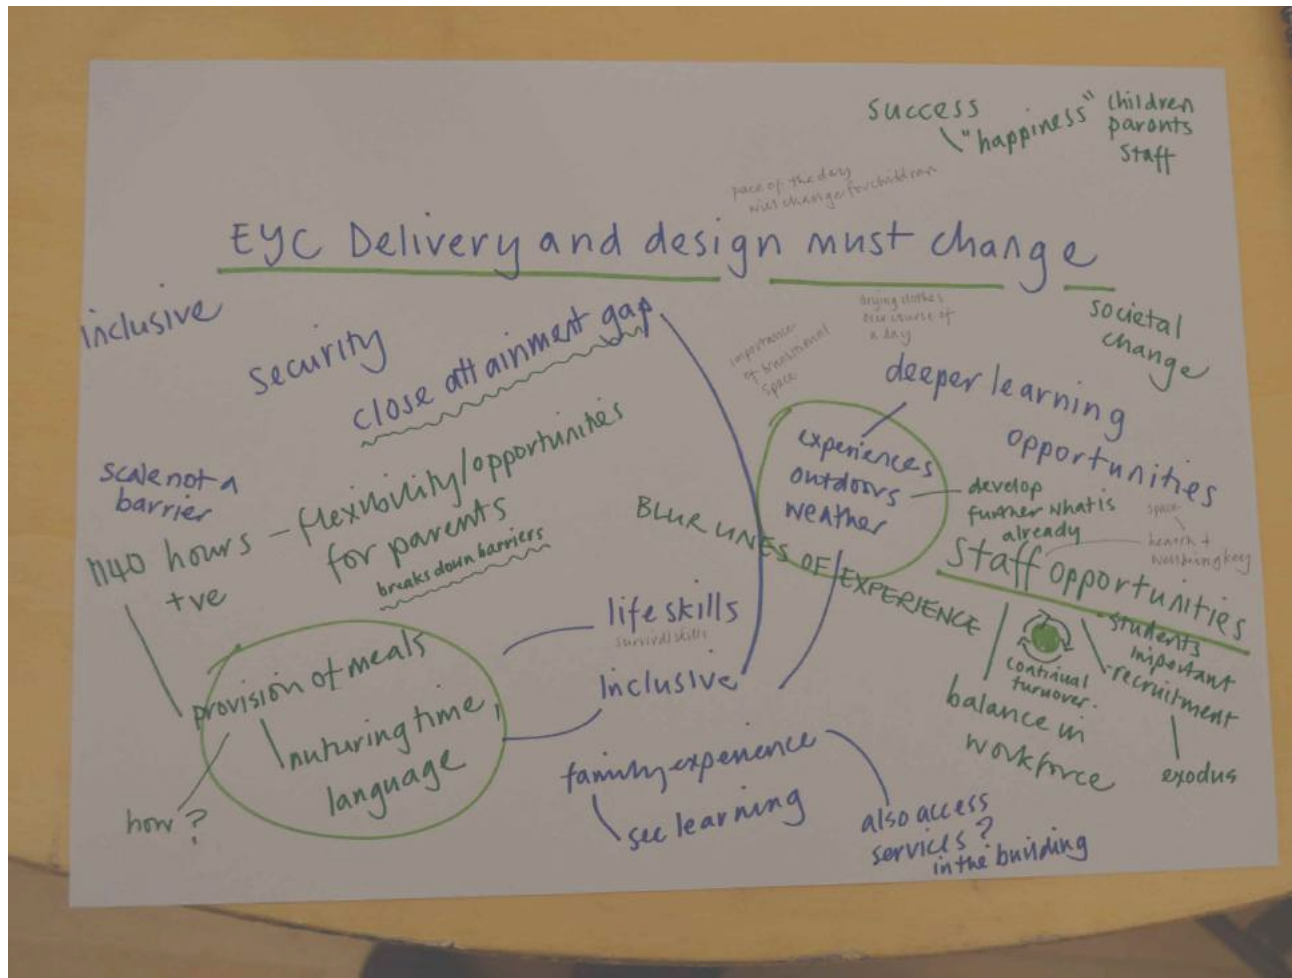 success
"happiness" children
parents
staff
pace of the day
will change for children
EYC Delivery and design must change
inclusive
security
close attainment gap
importance
of transitional
space
drying clothes
over course of
a day
societal
change
deeper learning
opportunities
experiences
outdoors
weather
develop
further what is
already
space
health +
wellbeing key
scale not a
barrier
1140 hours - flexibility/opportunities
for parents
+ve
breaks down barriers
BLUR LINES OF EXPERIENCE
staff opportunities
life skills
survival skills
inclusive
provision of meals
nuturing time,
language
how?
family experience
see learning
also access
services?
in the building
continual
turnover.
balance in
workforce
students
important
-recruitment
exodus